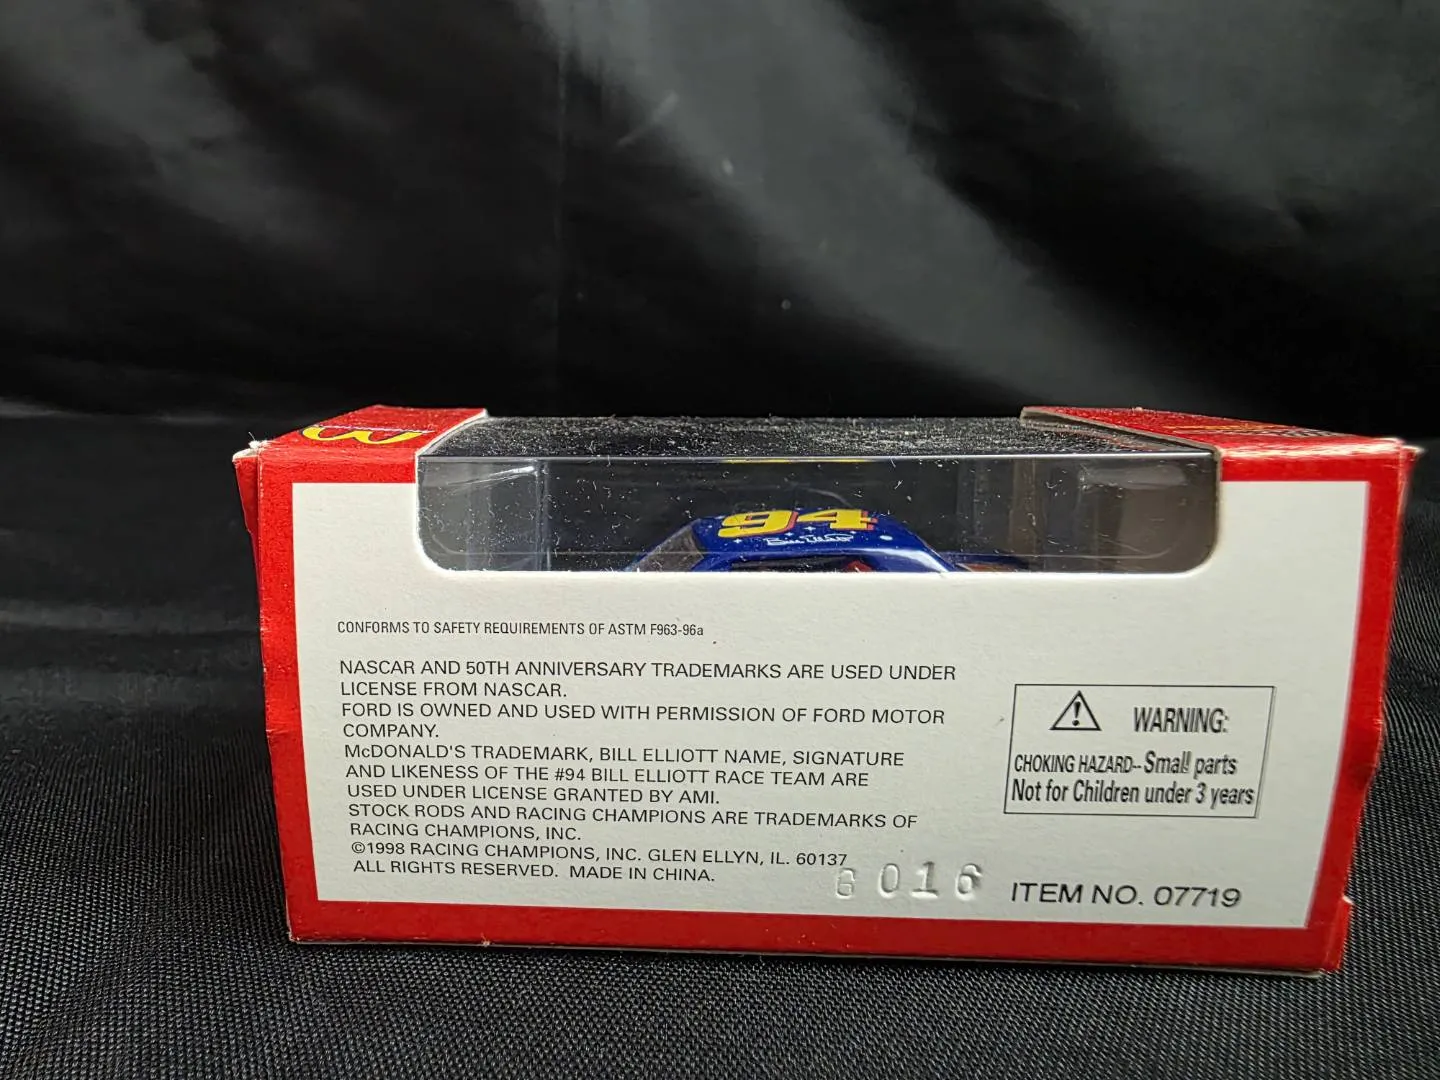 94
Bill Elliott
CONFORMS TO SAFETY REQUIREMENTS OF ASTM F963-96a
NASCAR AND 50TH ANNIVERSARY TRADEMARKS ARE USED UNDER
LICENSE FROM NASCAR.
FORD IS OWNED AND USED WITH PERMISSION OF FORD MOTOR
COMPANY.
McDONALD'S TRADEMARK, BILL ELLIOTT NAME, SIGNATURE
AND LIKENESS OF THE #94 BILL ELLIOTT RACE TEAM ARE
USED UNDER LICENSE GRANTED BY AMI.
STOCK RODS AND RACING CHAMPIONS ARE TRADEMARKS OF
RACING CHAMPIONS, INC.
©1998 RACING CHAMPIONS, INC. GLEN ELLYN, IL. 60137
ALL RIGHTS RESERVED. MADE IN CHINA.
6016
WARNING:
CHOKING HAZARD--Small parts
Not for Children under 3 years
ITEM NO. 07719